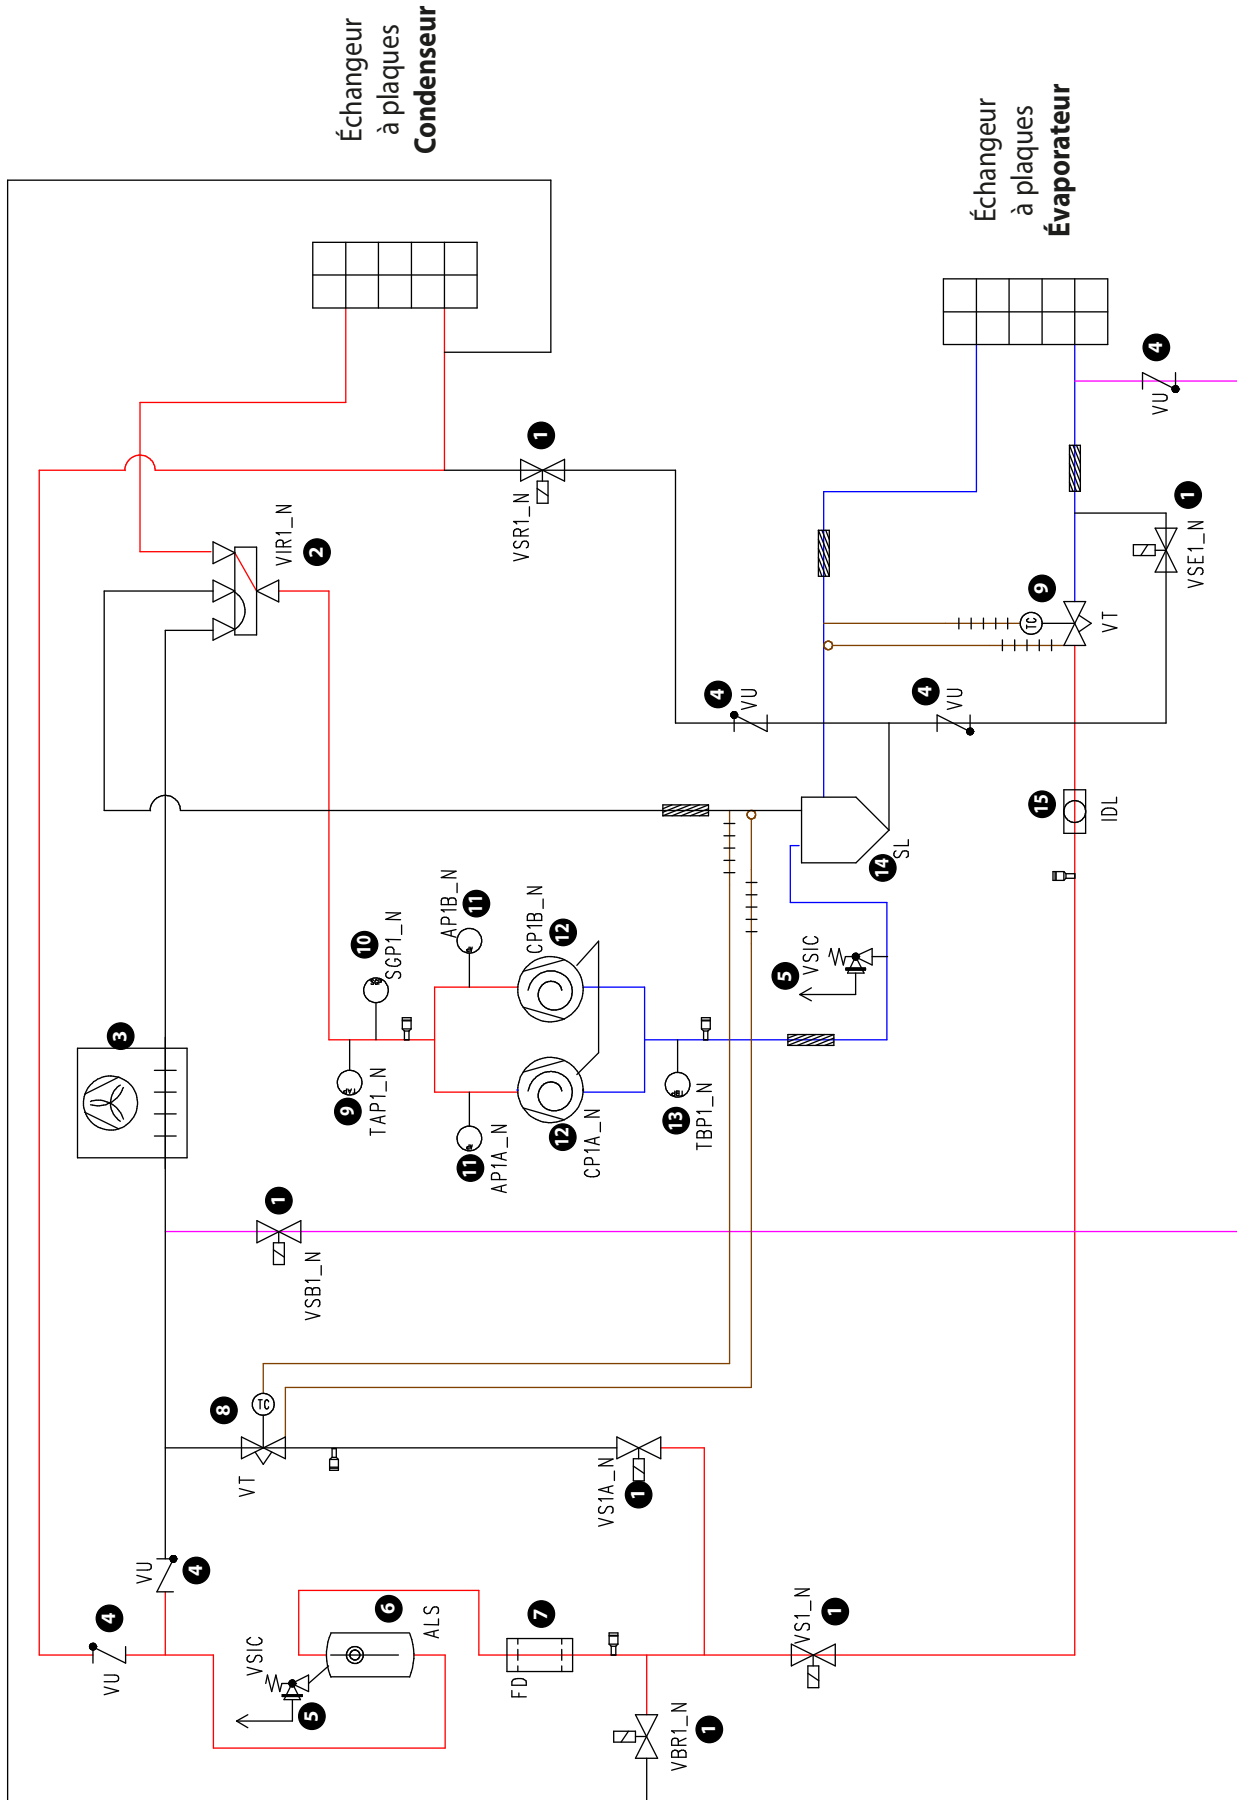 Échangeur
à plaques
Condenseur
Échangeur
à plaques
Évaporateur
VIR1_N
2
VSR1_N
1
VU
4
VSE1_N
1
9
TC
VT
4
VU
4
VU
15
IDL
14
SL
5
VSIC
3
10
SGP1_N
AP1B_N
11
CP1B_N
12
9
TAP1_N
11
AP1A_N
12
CP1A_N
13
TBP1_N
1
VSB1_N
8
TC
VT
VS1A_N
1
VU
4
4
VU
6
ALS
VSIC
5
7
FD
VS1_N
1
VBR1_N
1